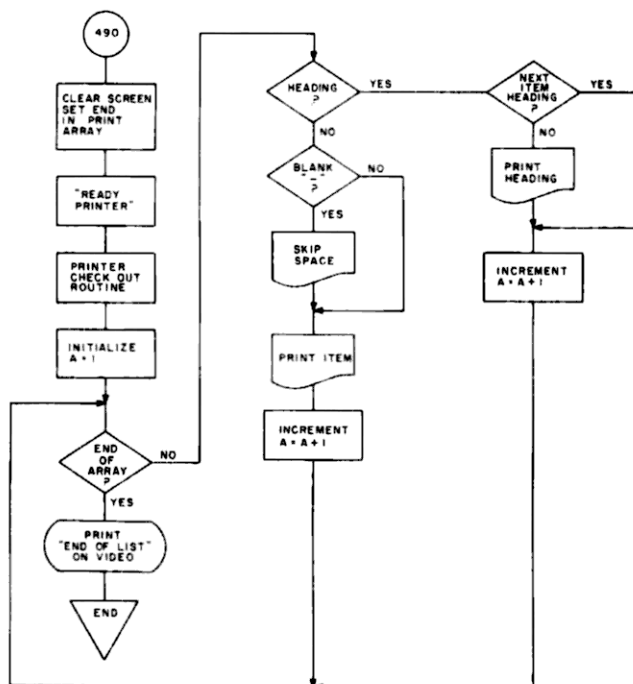 490
CLEAR SCREEN
SET END
IN PRINT
ARRAY
"READY
PRINTER"
PRINTER
CHECK OUT
ROUTINE
INITIALIZE
A = 1
END
OF
ARRAY
?
NO
YES
PRINT
"END OF LIST"
ON VIDEO
END
HEADING
?
YES
NO
BLANK
"_"
?
NO
YES
SKIP
SPACE
PRINT ITEM
INCREMENT
A = A + 1
NEXT
ITEM
HEADING
?
YES
NO
PRINT
HEADING
INCREMENT
A = A + 1